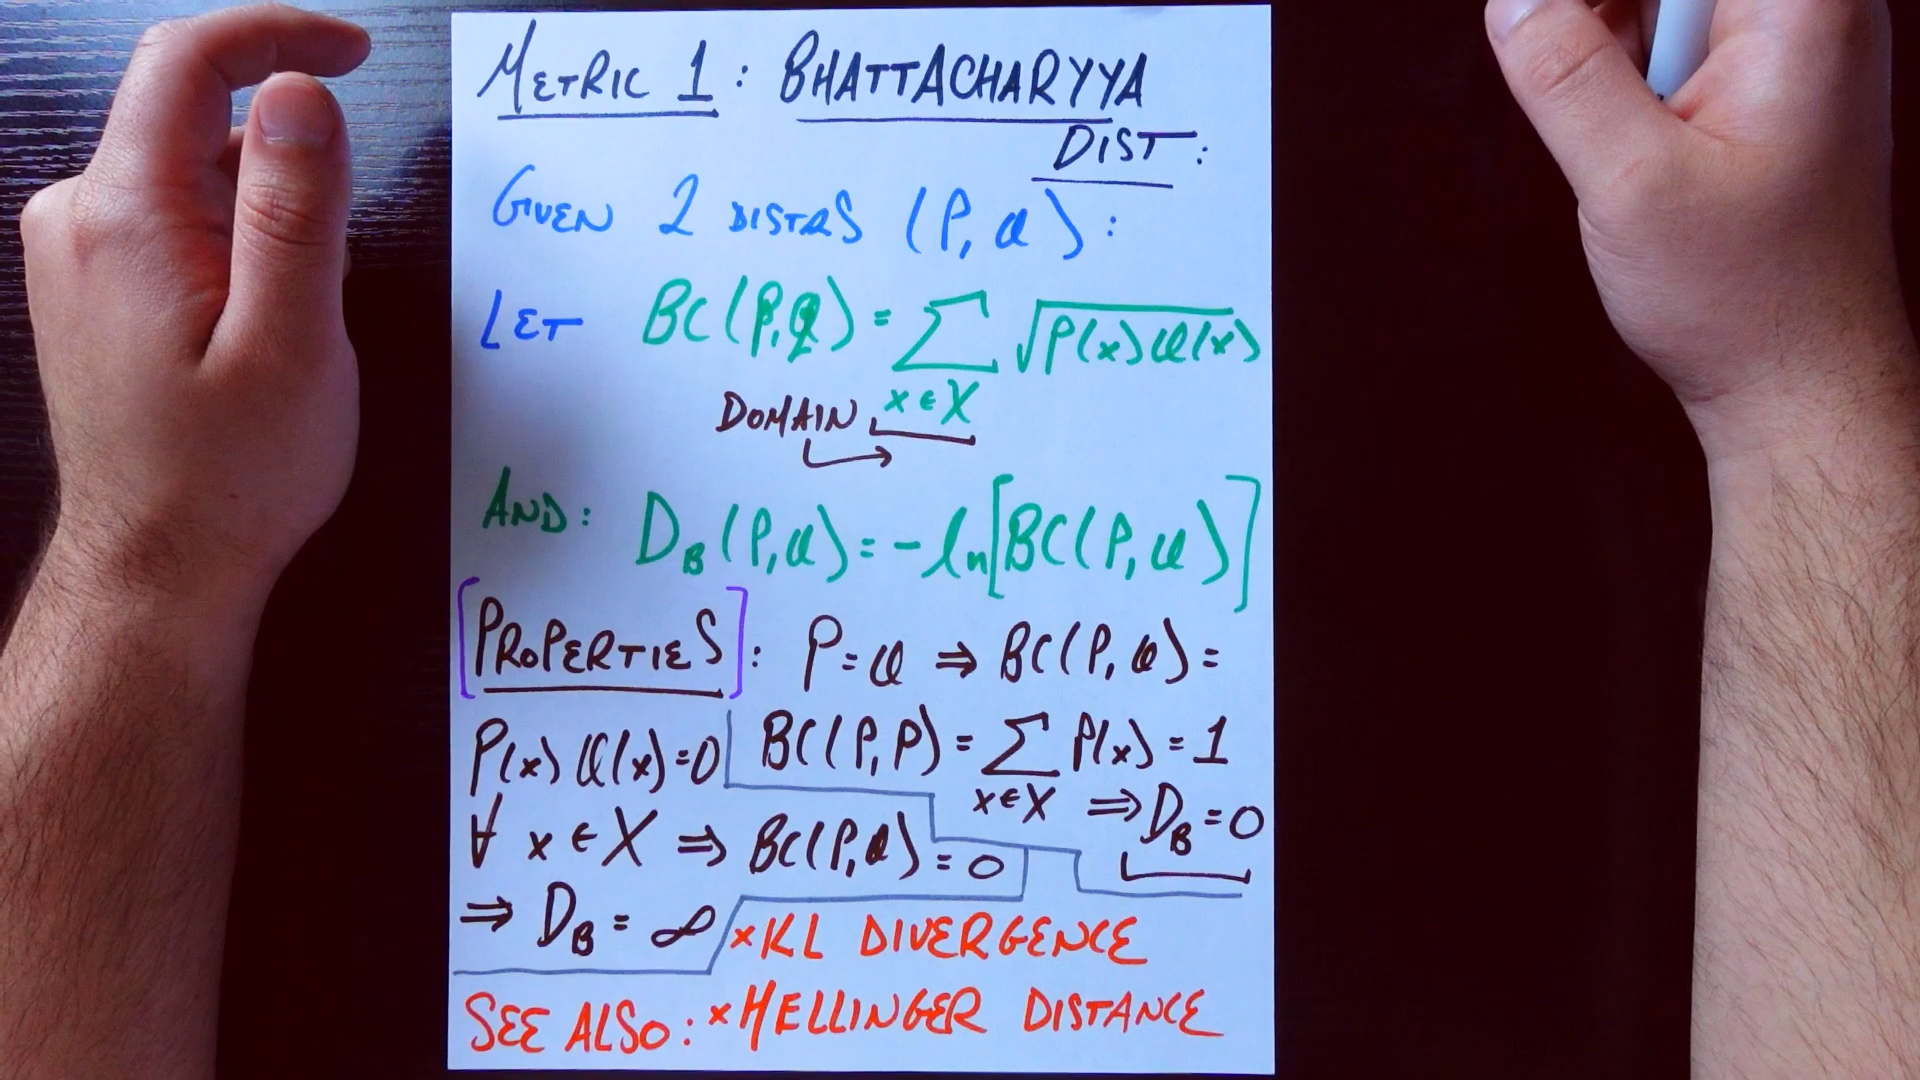 METRIC 1 : BHATTACHARYYA
DIST :
GIVEN 2 DISTRS (P, Q) :
LET BC(P,Q) = ∑ √P(x)Q(x)
x ∈ X
DOMAIN
AND: D_B(P,Q) = -ln[BC(P,Q)]
[PROPERTIES] : P=Q ⇒ BC(P,Q) =
BC(P,P) = ∑ P(x) = 1
x∈X ⇒ D_B = 0
P(x)Q(x)=0
∀ x ∈ X ⇒ BC(P,Q) = 0
⇒ D_B = ∞
SEE ALSO: × KL DIVERGENCE
× HELLINGER DISTANCE